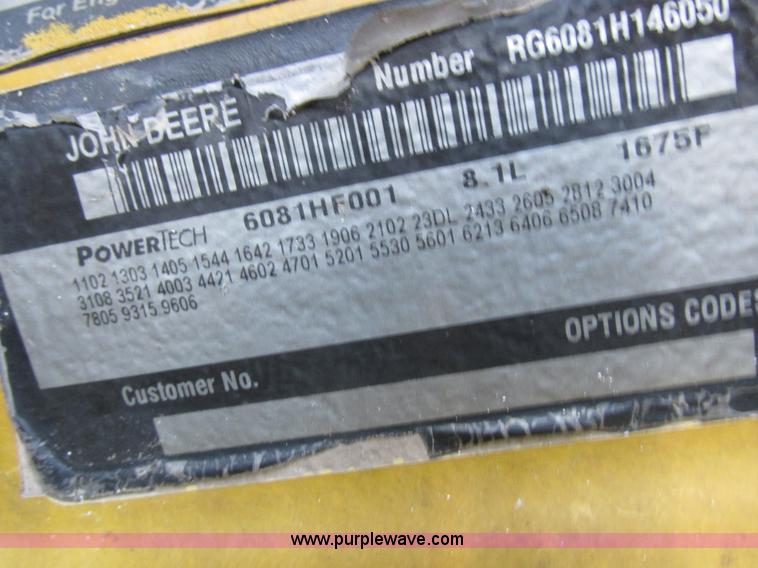 For Eng
Number RG6081H146050
JOHN DEERE
POWERTECH 6081HF001 8.1L 1675F
1102 1303 1405 1544 1642 1733 1906 2102 23DL 2433 2605 2812 3004
3108 3521 4003 4421 4602 4701 5201 5530 5601 6213 6406 6508 7410
7805 9315 9606
OPTIONS CODES
Customer No.
www.purplewave.com